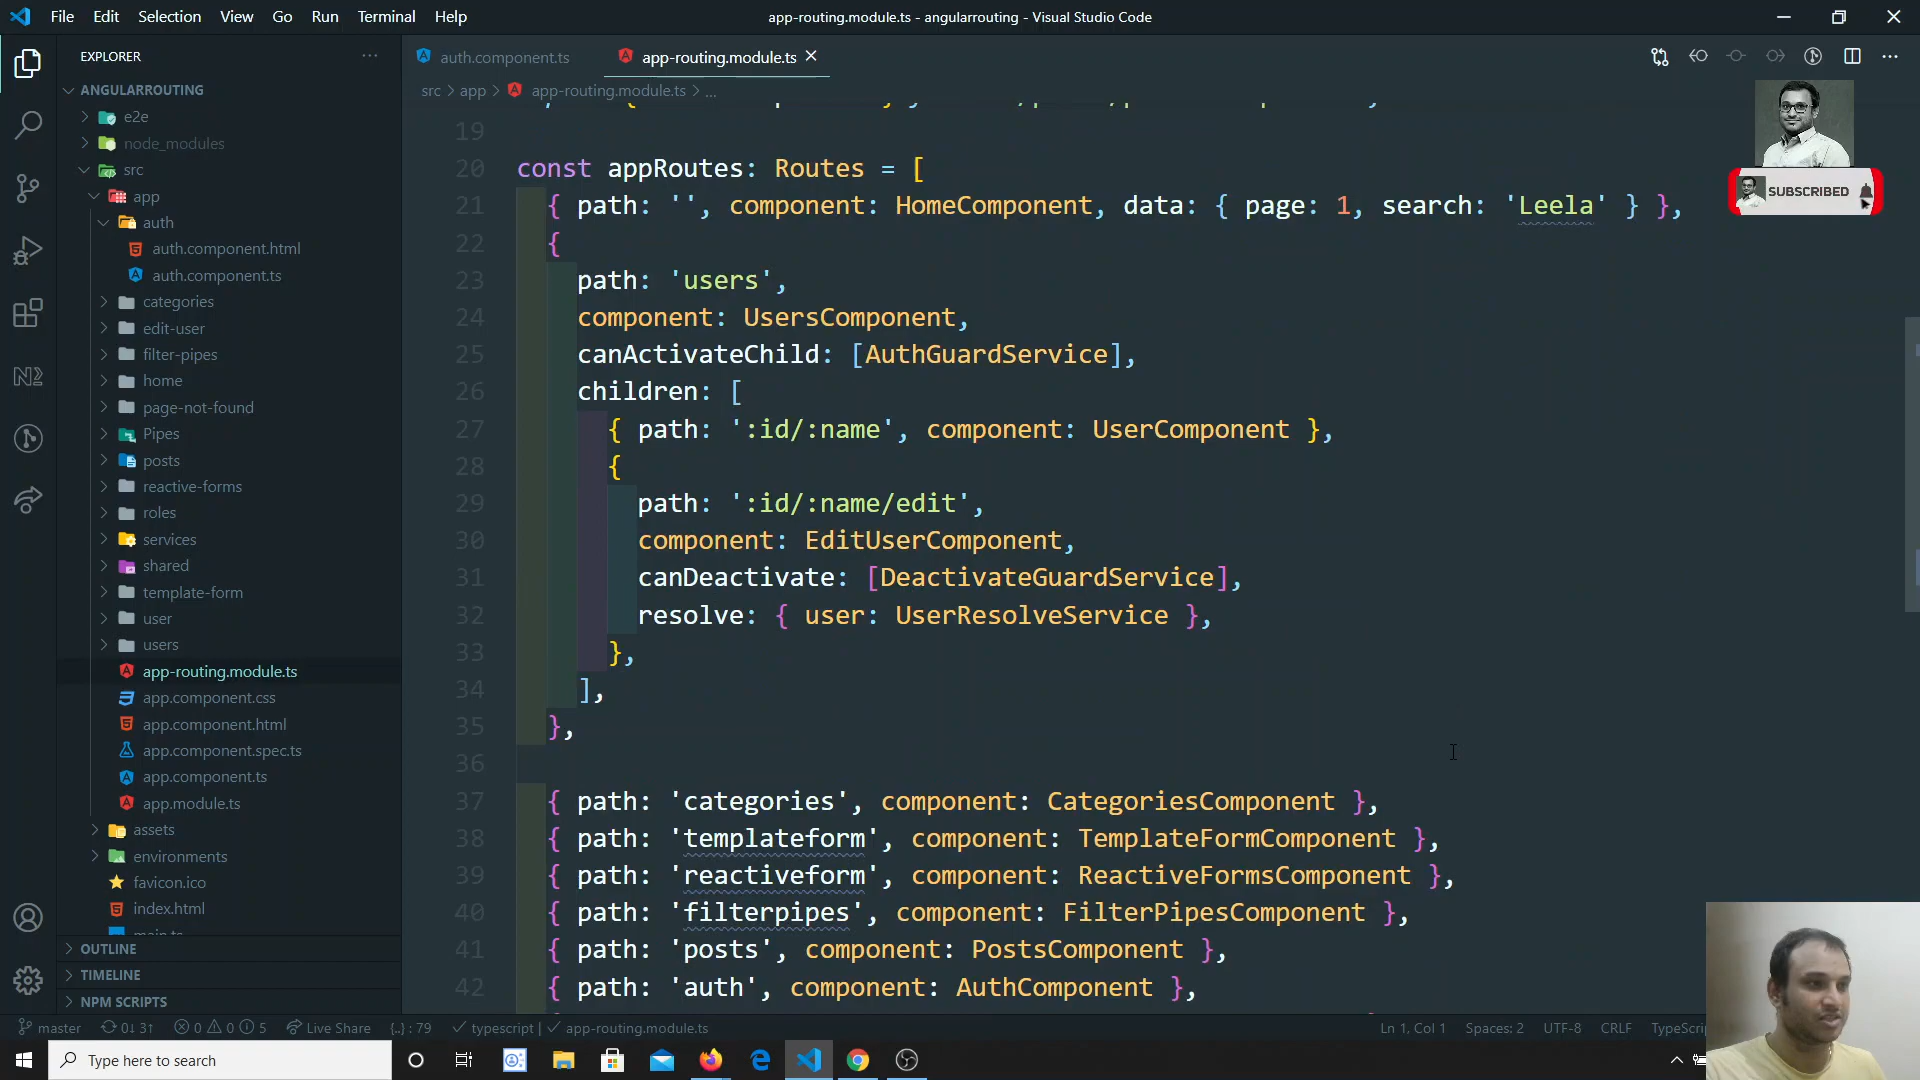 File Edit Selection View Go Run Terminal Help
app-routing.module.ts - angularrouting - Visual Studio Code
EXPLORER
auth.component.ts
app-routing.module.ts
src > app > app-routing.module.ts > ...
ANGULARROUTING
e2e
node_modules
src
app
auth
auth.component.html
auth.component.ts
categories
edit-user
filter-pipes
home
page-not-found
Pipes
posts
reactive-forms
roles
services
shared
template-form
user
users
app-routing.module.ts
app.component.css
app.component.html
app.component.spec.ts
app.component.ts
app.module.ts
assets
environments
favicon.ico
index.html
main.ts
OUTLINE
TIMELINE
NPM SCRIPTS
19
20 const appRoutes: Routes = [
21 { path: '', component: HomeComponent, data: { page: 1, search: 'Leela' } },
22 {
23 path: 'users',
24 component: UsersComponent,
25 canActivateChild: [AuthGuardService],
26 children: [
27 { path: ':id/:name', component: UserComponent },
28 {
29 path: ':id/:name/edit',
30 component: EditUserComponent,
31 canDeactivate: [DeactivateGuardService],
32 resolve: { user: UserResolveService },
33 },
34 ],
35 },
36
37 { path: 'categories', component: CategoriesComponent },
38 { path: 'templateform', component: TemplateFormComponent },
39 { path: 'reactiveform', component: ReactiveFormsComponent },
40 { path: 'filterpipes', component: FilterPipesComponent },
41 { path: 'posts', component: PostsComponent },
42 { path: 'auth', component: AuthComponent },
SUBSCRIBED
master 0↓ 3↑ 0 0 5 Live Share {..} : 79 typescript | app-routing.module.ts
Ln 1, Col 1 Spaces: 2 UTF-8 CRLF
Type here to search